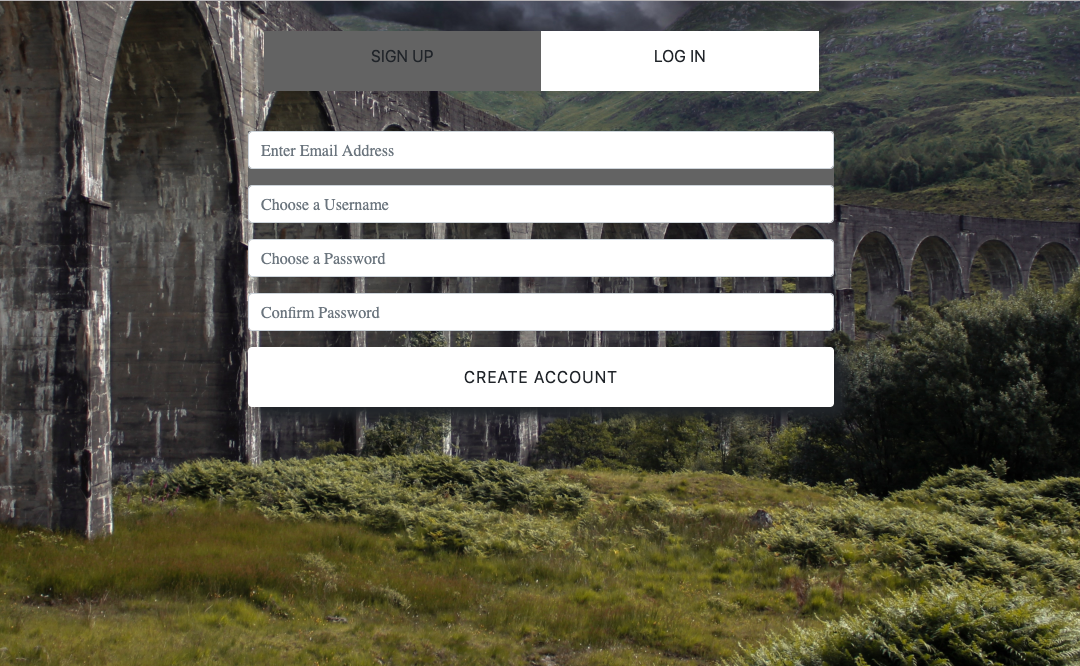 SIGN UP
LOG IN
Enter Email Address
Choose a Username
Choose a Password
Confirm Password
CREATE ACCOUNT